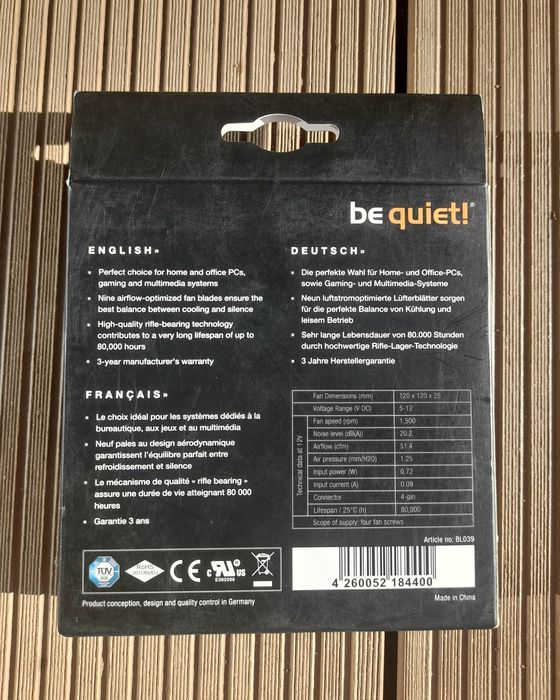 be quiet!®
ENGLISH»
Perfect choice for home and office PCs,
gaming and multimedia systems
Nine airflow-optimized fan blades ensure the
best balance between cooling and silence
High-quality rifle-bearing technology
contributes to a very long lifespan of up to
80,000 hours
3-year manufacturer's warranty
DEUTSCH»
Die perfekte Wahl für Home- und Office-PCs,
sowie Gaming- und Multimedia-Systeme
Neun luftstromoptimierte Lüfterblätter sorgen
für die perfekte Balance von Kühlung und
leisem Betrieb
Sehr lange Lebensdauer von 80.000 Stunden
durch hochwertige Rifle-Lager-Technologie
3 Jahre Herstellergarantie
FRANÇAIS»
Le choix idéal pour les systèmes dédiés à la
bureautique, aux jeux et au multimédia
Neuf pales au design aérodynamique
garantissent l'équilibre parfait entre
refroidissement et silence
Le mécanisme de qualité « rifle bearing »
assure une durée de vie atteignant 80 000
heures
Garantie 3 ans
Technical data at 12V
Fan Dimensions (mm) 120 x 120 x 25
Voltage Range (V DC) 5-12
Fan speed (rpm) 1,500
Noise level (dB(A)) 20.2
Airflow (cfm) 51.4
Air pressure (mm/H2O) 1.25
Input power (W) 0.72
Input current (A) 0.09
Connector 4-pin
Lifespan / 25°C (h) 80,000
Scope of supply: four fan screws
Article no.: BL039
TÜV
SÜD
RoHS
2011/65/EU
CE
c RU us
E380596
4 260052 184400
Product conception, design and quality control in Germany
Made in China